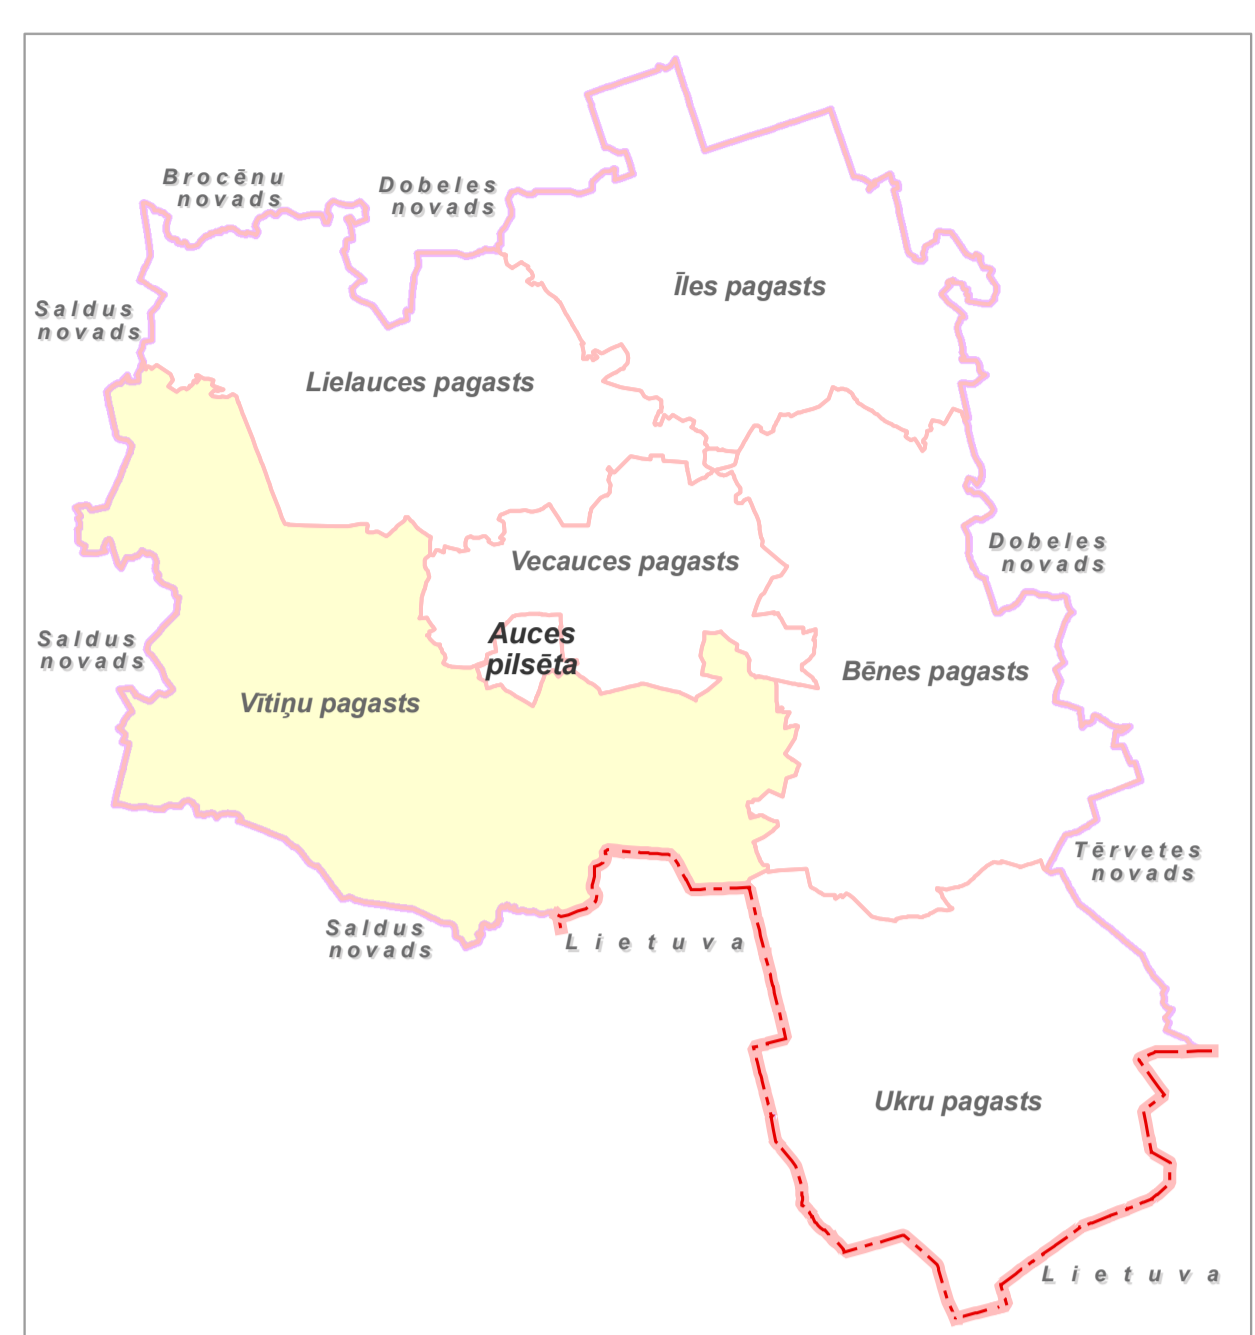 Brocēnu
novads
Dobeles
novads
Īles pagasts
Saldus
novads
Lielauces pagasts
Dobeles
novads
Vecauces pagasts
Auces
pilsēta
Saldus
novads
Bēnes pagasts
Vītiņu pagasts
Tērvetes
novads
Saldus
novads
Lietuva
Ukru pagasts
Lietuva